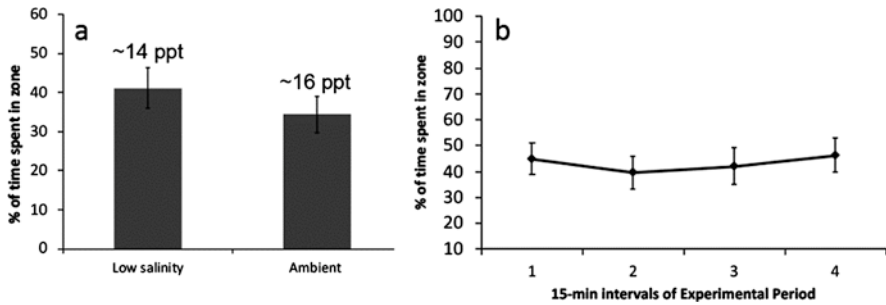 a
% of time spent in zone
60
50
40
30
20
10
0
~14 ppt
~16 ppt
Low salinity
Ambient
b
% of time spent in zone
100
90
80
70
60
50
40
30
20
10
1
2
3
4
15-min intervals of Experimental Period